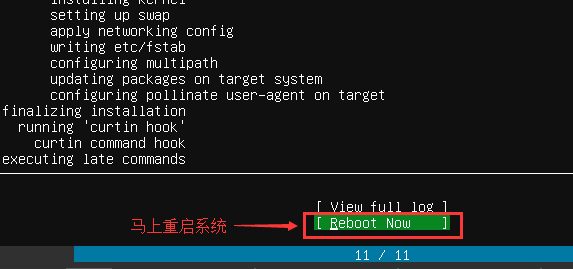 installing kernel
setting up swap
apply networking config
writing etc/fstab
configuring multipath
updating packages on target system
configuring pollinate user-agent on target
finalizing installation
running 'curtin hook'
curtin command hook
executing late commands
[ View full log ]
马上重启系统
[ Reboot Now ]
11 / 11